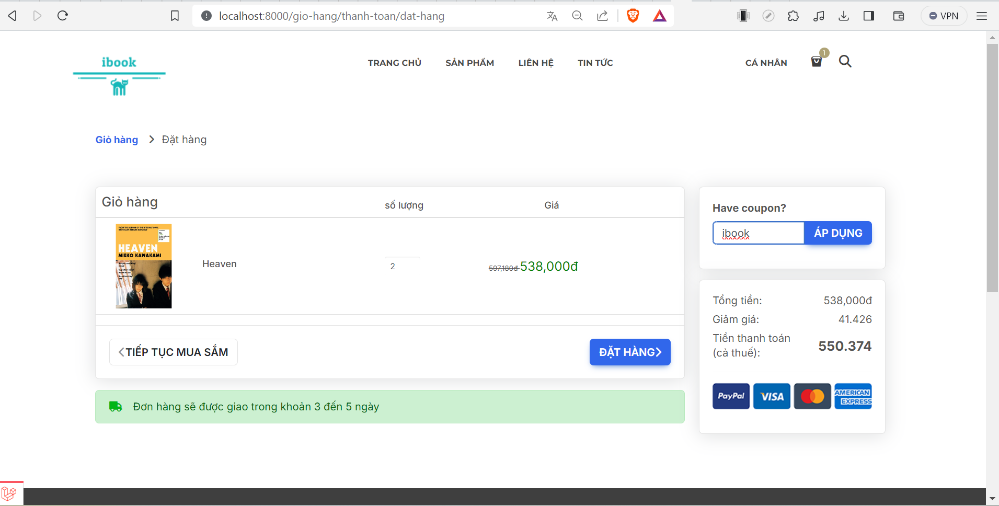 localhost:8000/gio-hang/thanh-toan/dat-hang
VPN
ibook
TRANG CHỦ
SẢN PHẨM
LIÊN HỆ
TIN TỨC
CÁ NHÂN
1
Giỏ hàng
Đặt hàng
Giỏ hàng
số lượng
Giá
HEAVEN
MIEKO KAWAKAMI
Heaven
2
597,180đ 538,000đ
TIẾP TỤC MUA SẮM
ĐẶT HÀNG
Đơn hàng sẽ được giao trong khoản 3 đến 5 ngày
Have coupon?
ibook
ÁP DỤNG
Tổng tiền: 538,000đ
Giảm giá: 41.426
Tiền thanh toán
(cả thuế): 550.374
PayPal
VISA
AMERICAN
EXPRESS